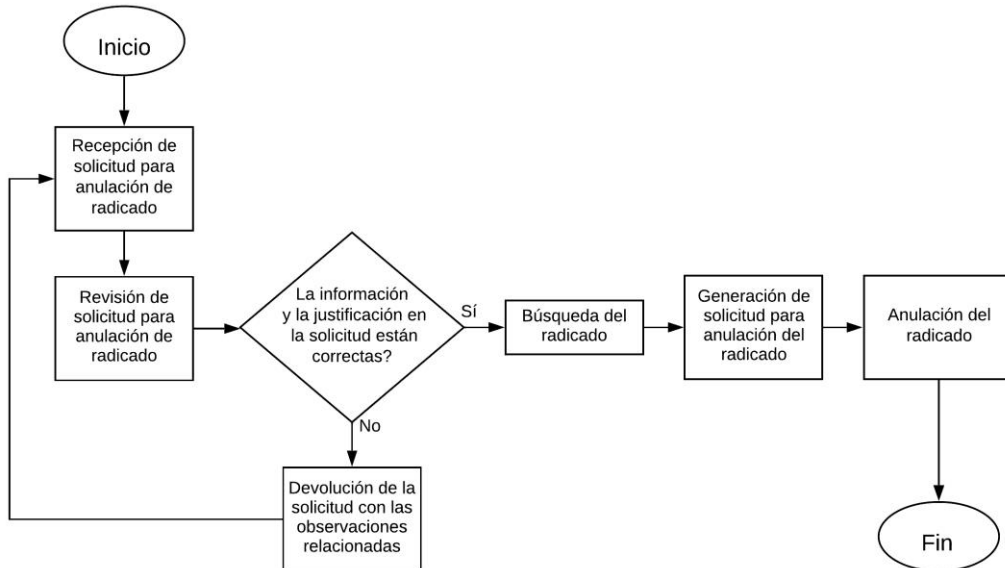 Inicio
Recepción de
solicitud para
anulación de
radicado
Revisión de
solicitud para
anulación de
radicado
La información
y la justificación en
la solicitud están
correctas?
Sí
Búsqueda del
radicado
Generación de
solicitud para
anulación del
radicado
Anulación del
radicado
No
Devolución de la
solicitud con las
observaciones
relacionadas
Fin